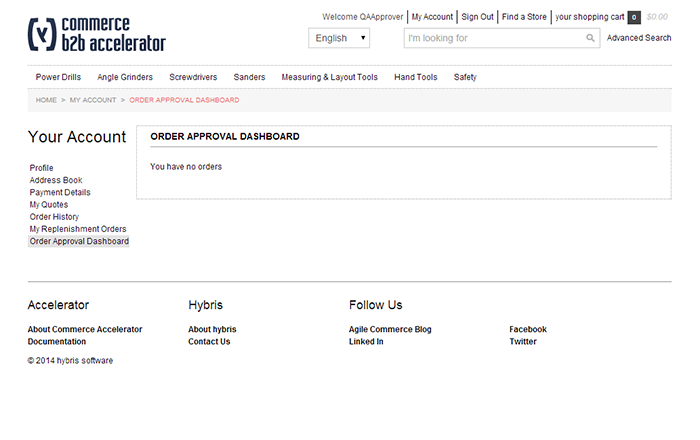 commerce
b2b accelerator
Welcome QAApprover My Account Sign Out Find a Store your shopping cart 0 $0.00
English I'm looking for Advanced Search
Power Drills Angle Grinders Screwdrivers Sanders Measuring & Layout Tools Hand Tools Safety
HOME > MY ACCOUNT > ORDER APPROVAL DASHBOARD
Your Account
Profile
Address Book
Payment Details
My Quotes
Order History
My Replenishment Orders
Order Approval Dashboard
ORDER APPROVAL DASHBOARD
You have no orders
Accelerator Hybris Follow Us
About Commerce Accelerator About hybris Agile Commerce Blog Facebook
Documentation Contact Us Linked In Twitter
© 2014 hybris software